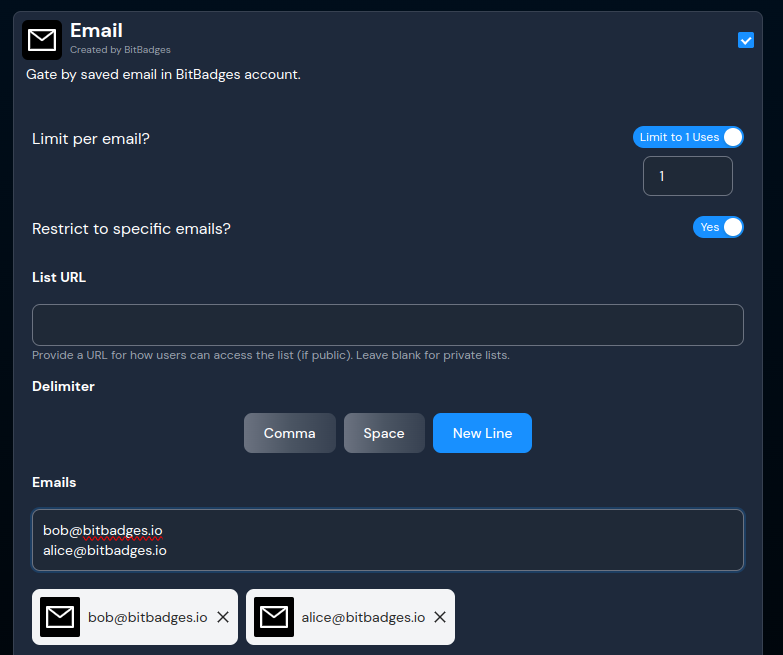 Email
Created by BitBadges
Gate by saved email in BitBadges account.
Limit per email?
Limit to 1 Uses
1
Restrict to specific emails?
Yes
List URL
Provide a URL for how users can access the list (if public). Leave blank for private lists.
Delimiter
Comma Space New Line
Emails
bob@bitbadges.io
alice@bitbadges.io
bob@bitbadges.io alice@bitbadges.io